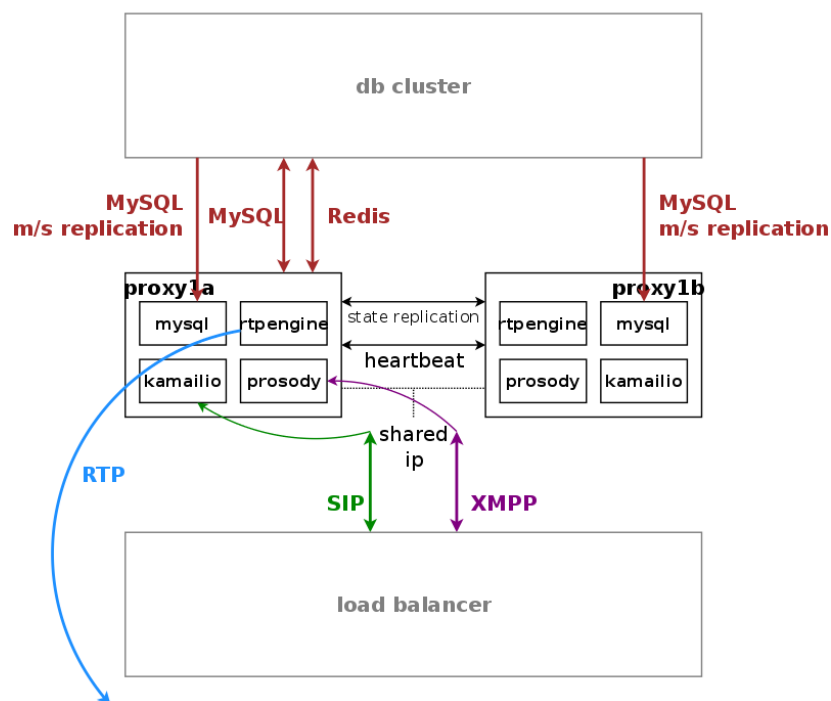 db cluster
MySQL
m/s replication
MySQL
Redis
MySQL
m/s replication
proxy1a
mysql
rtpengine
kamailio
prosody
state replication
heartbeat
proxy1b
rtpengine
mysql
prosody
kamailio
shared
ip
RTP
SIP
XMPP
load balancer